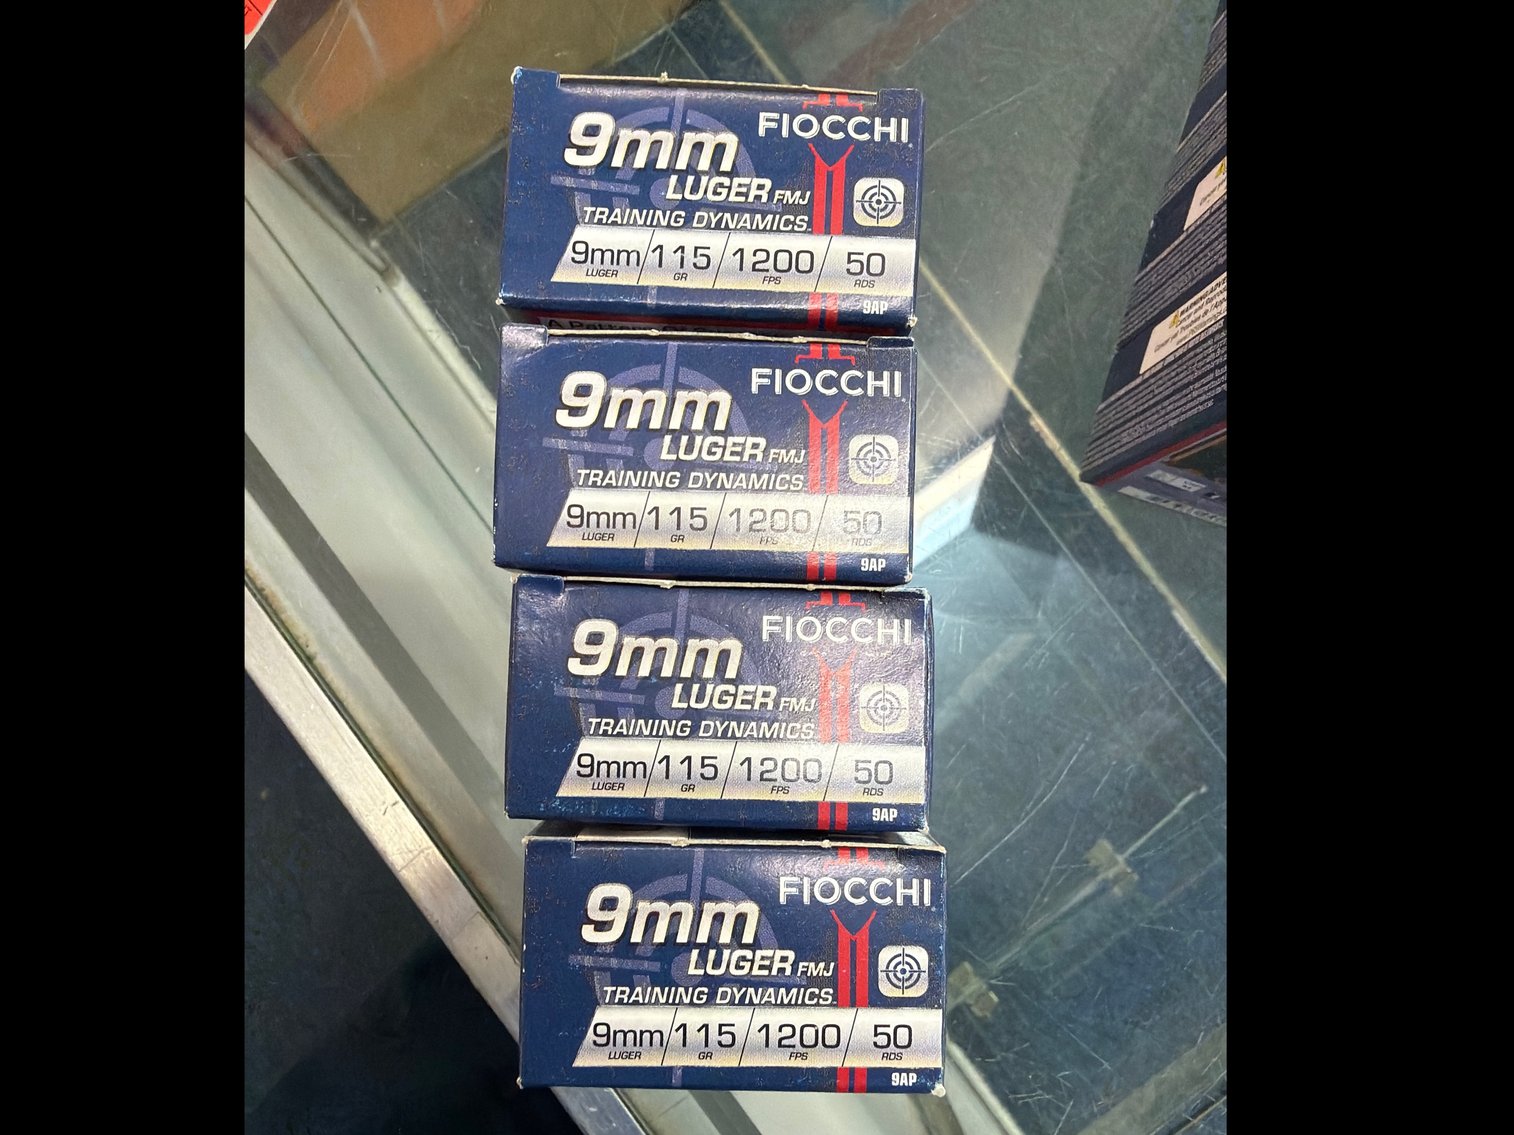 FIOCCHI
9mm
LUGER FMJ
TRAINING DYNAMICS
9mm 115 1200 50
LUGER GR FPS RDS
9AP
FIOCCHI
9mm
LUGER FMJ
TRAINING DYNAMICS
9mm 115 1200 50
LUGER GR FPS RDS
9AP
FIOCCHI
9mm
LUGER FMJ
TRAINING DYNAMICS
9mm 115 1200 50
LUGER GR FPS RDS
9AP
FIOCCHI
9mm
LUGER FMJ
TRAINING DYNAMICS
9mm 115 1200 50
LUGER GR FPS RDS
9AP